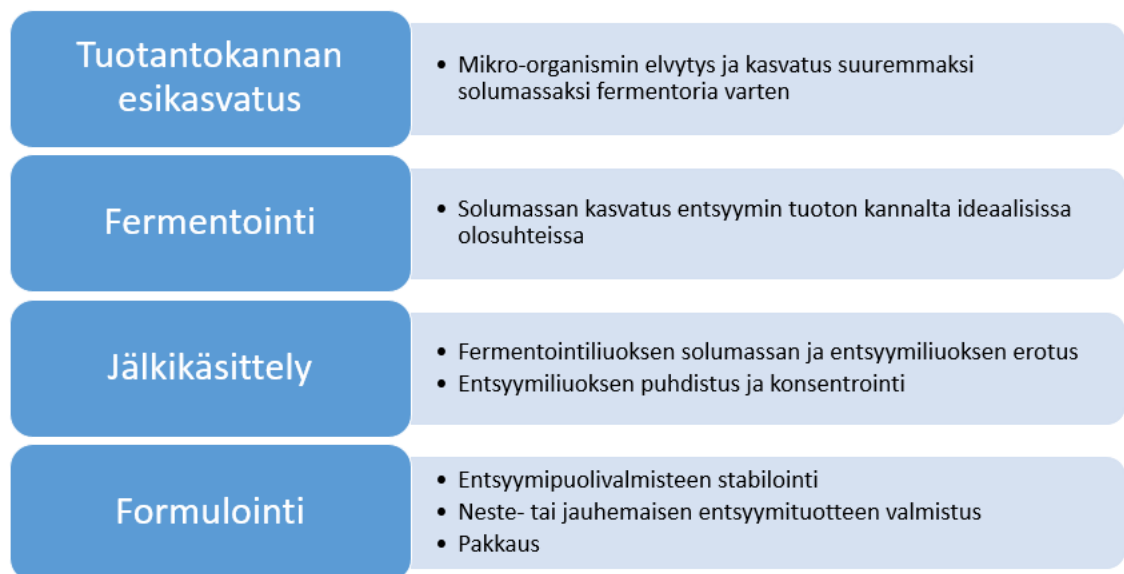 Tuotantokannan
esikasvatus
• Mikro-organismin elvytys ja kasvatus suuremmaksi
solumassaksi fermentoria varten
Fermentointi
• Solumassan kasvatus entsyymin tuoton kannalta ideaalisissa
olosuhteissa
Jälkikäsittely
• Fermentointiliuoksen solumassan ja entsyymiliuoksen erotus
• Entsyymiliuoksen puhdistus ja konsentrointi
Formulointi
• Entsyymipuolivalmisteen stabilointi
• Neste- tai jauhemaisen entsyymituotteen valmistus
• Pakkaus